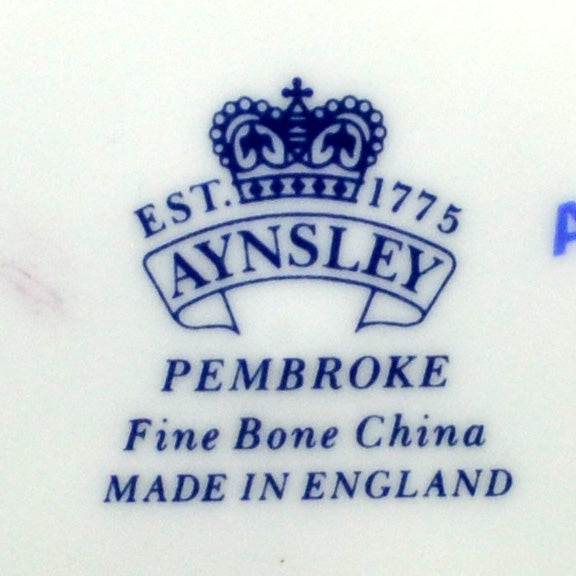 EST. 1775
AYNSLEY
PEMBROKE
Fine Bone China
MADE IN ENGLAND
A